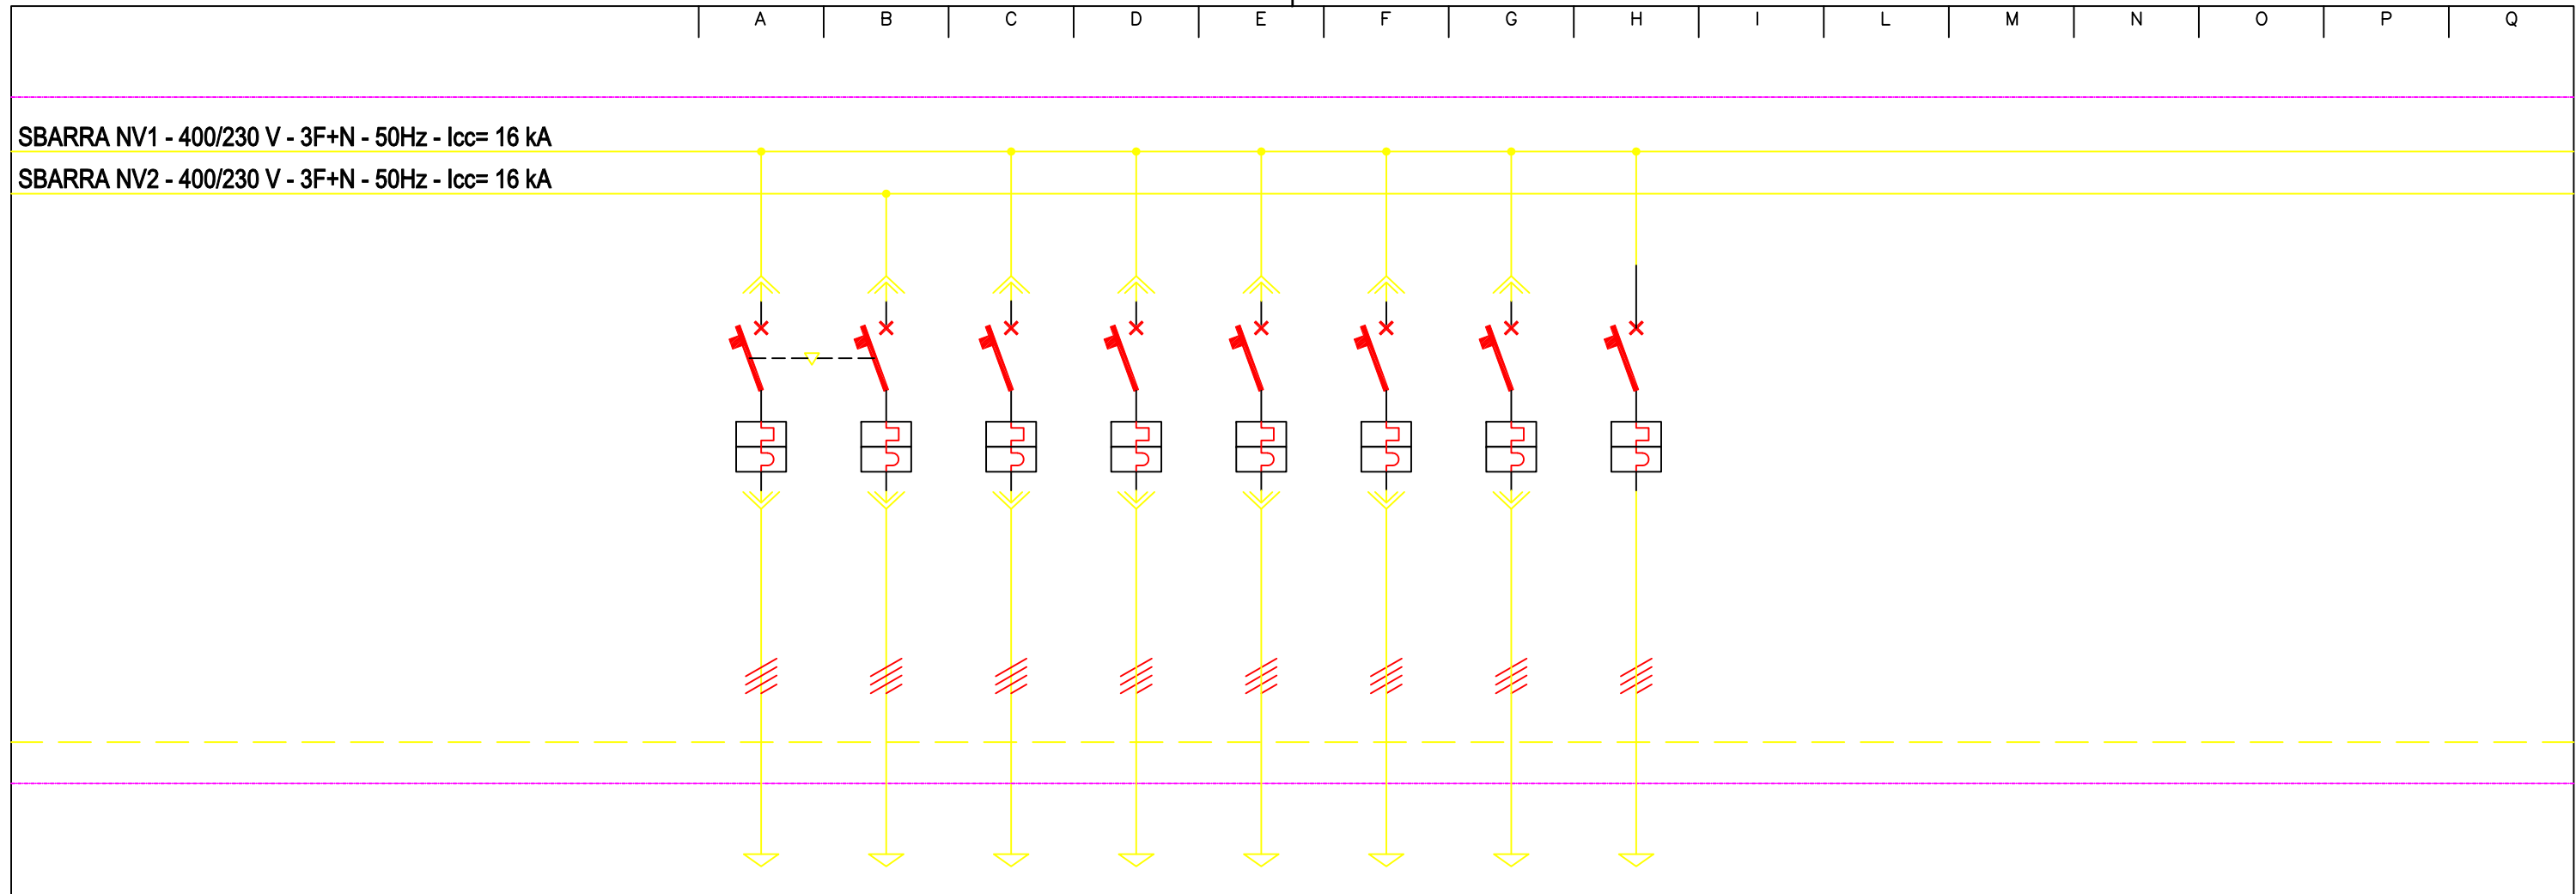 A B C D E F G H I L M N O P Q
SBARRA NV1 - 400/230 V - 3F+N - 50Hz - Icc= 16 kA
SBARRA NV2 - 400/230 V - 3F+N - 50Hz - Icc= 16 kA